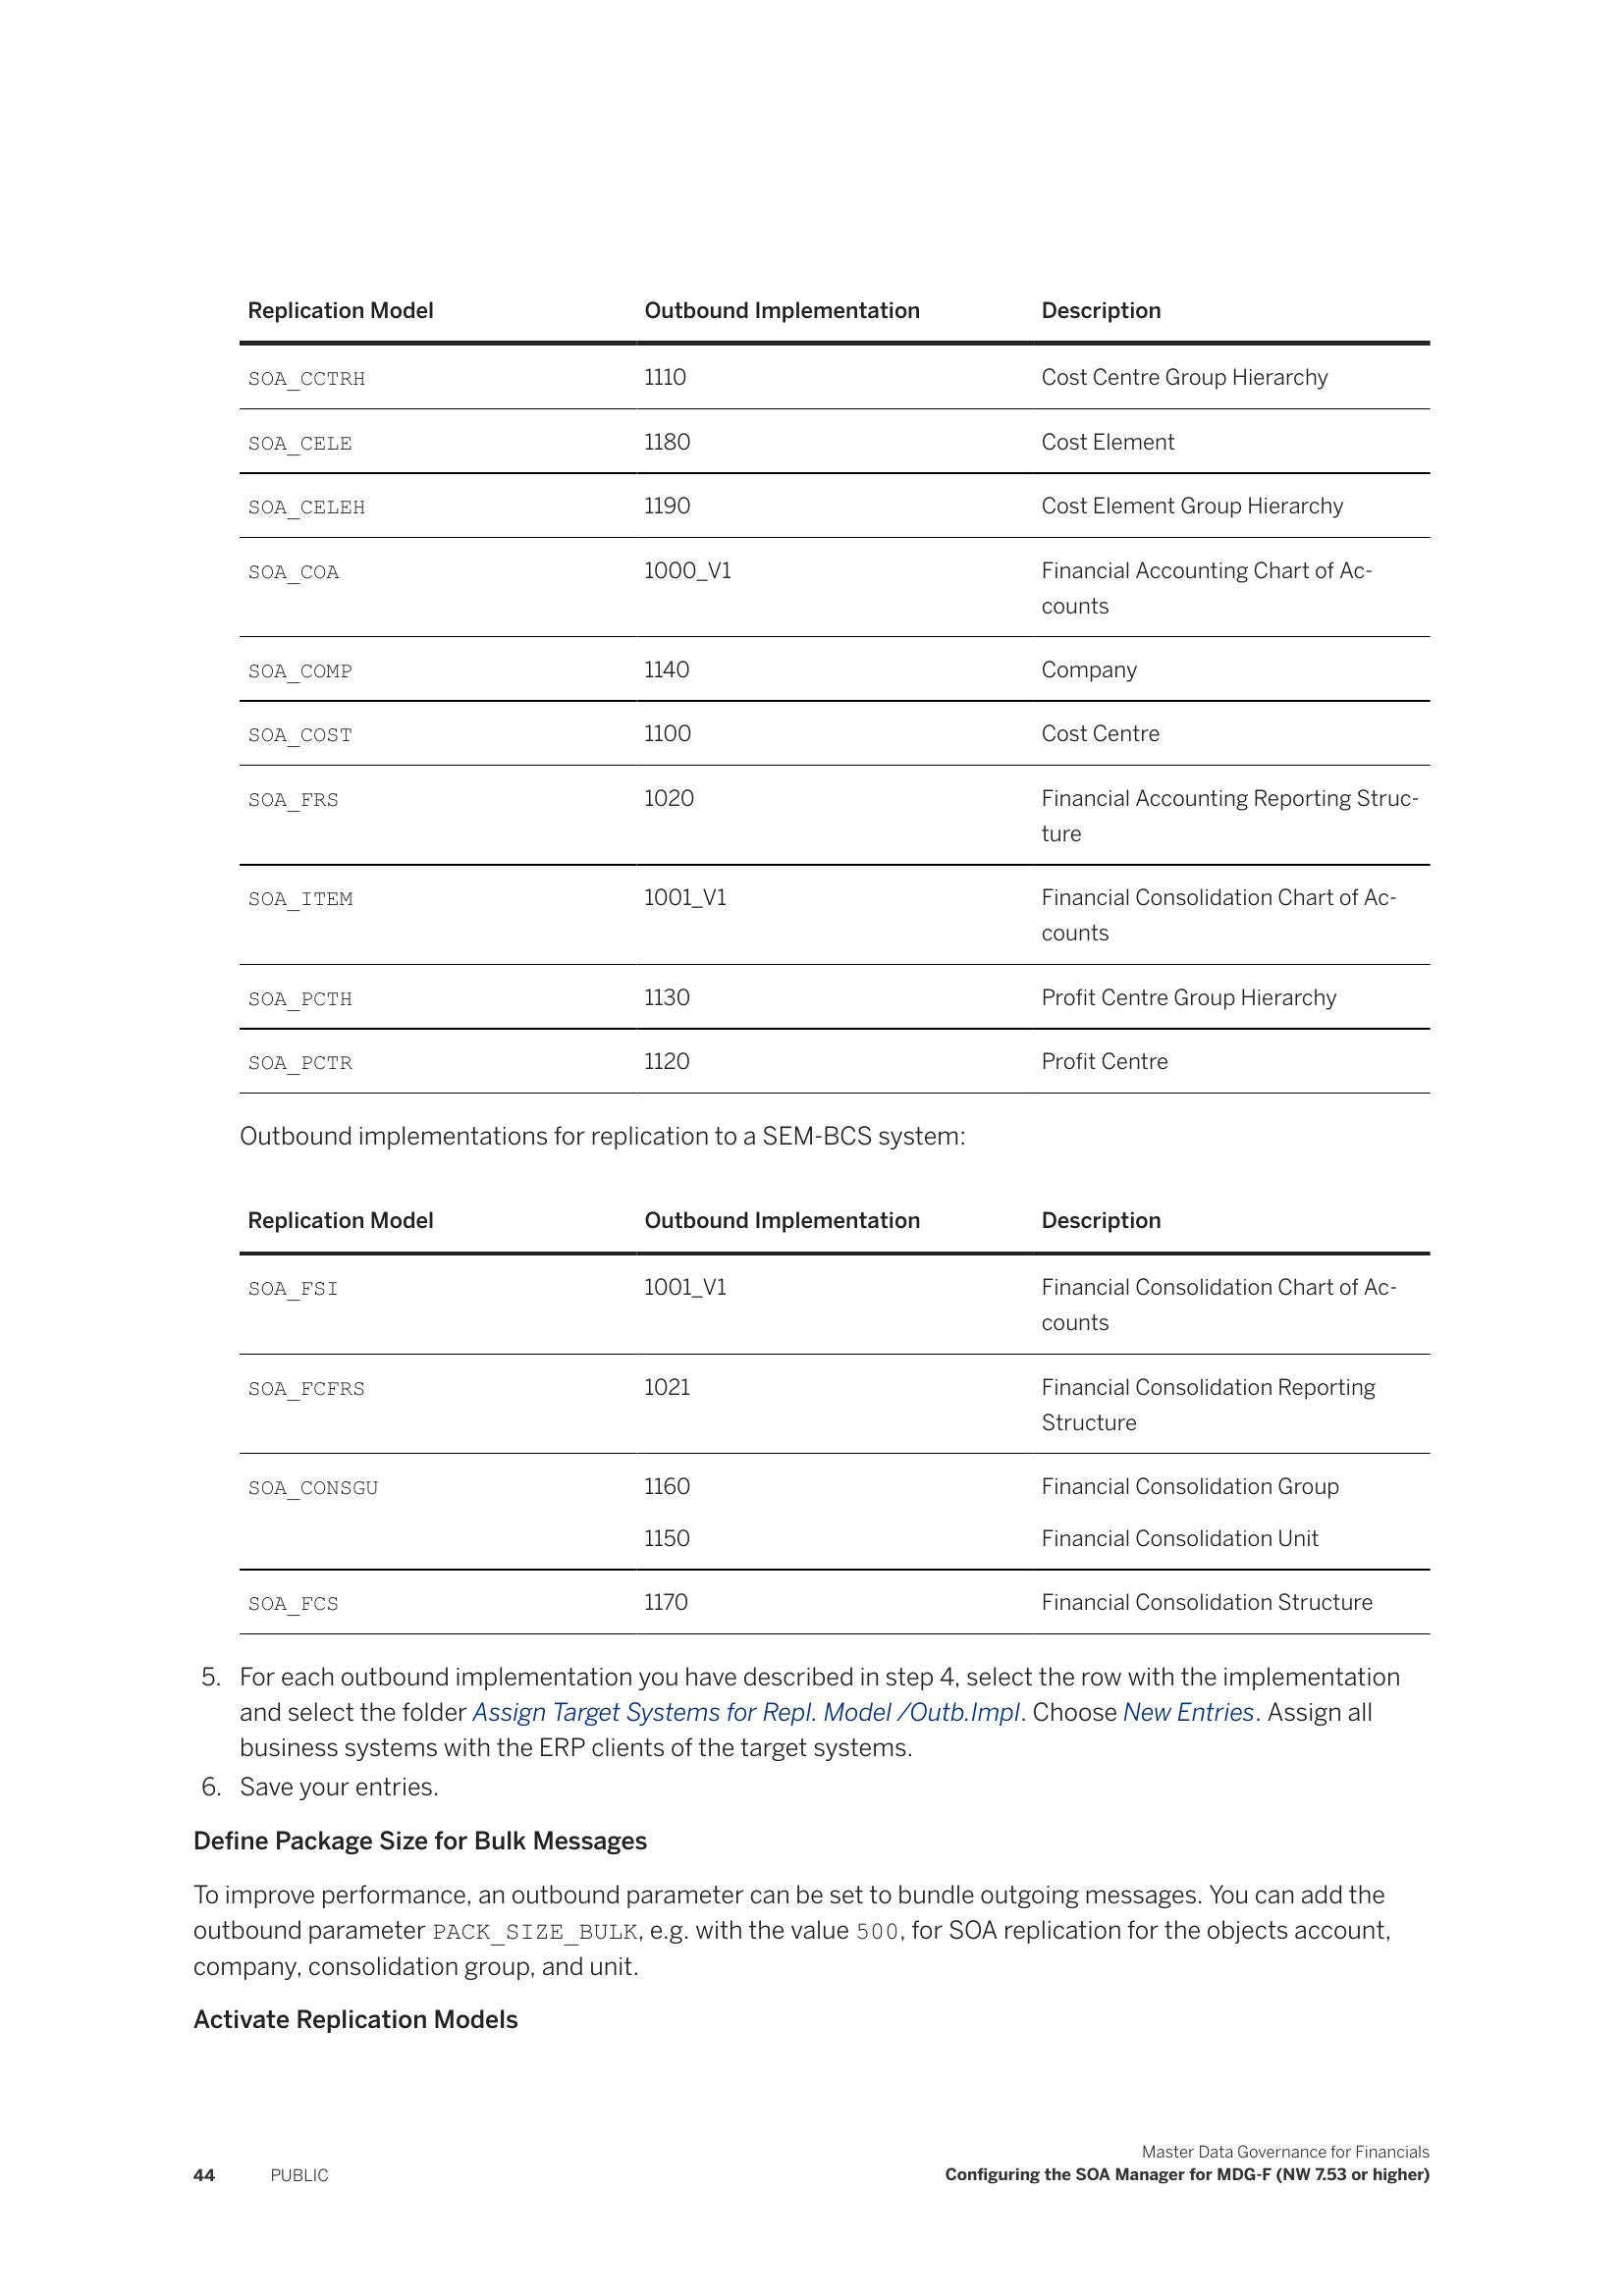 Replication Model Outbound Implementation Description
SOA_CCTRH 1110 Cost Centre Group Hierarchy
SOA_CELE 1180 Cost Element
SOA_CELEH 1190 Cost Element Group Hierarchy
SOA_COA 1000_V1 Financial Accounting Chart of Ac-
counts
SOA_COMP 1140 Company
SOA_COST 1100 Cost Centre
SOA_FRS 1020 Financial Accounting Reporting Struc-
ture
SOA_ITEM 1001_V1 Financial Consolidation Chart of Ac-
counts
SOA_PCTH 1130 Profit Centre Group Hierarchy
SOA_PCTR 1120 Profit Centre
Outbound implementations for replication to a SEM-BCS system:
Replication Model Outbound Implementation Description
SOA_FSI 1001_V1 Financial Consolidation Chart of Ac-
counts
SOA_FCFRS 1021 Financial Consolidation Reporting
Structure
SOA_CONSGU 1160 Financial Consolidation Group
1150 Financial Consolidation Unit
SOA_FCS 1170 Financial Consolidation Structure
5. For each outbound implementation you have described in step 4, select the row with the implementation
and select the folder Assign Target Systems for Repl. Model /Outb.Impl. Choose New Entries. Assign all
business systems with the ERP clients of the target systems.
6. Save your entries.
Define Package Size for Bulk Messages
To improve performance, an outbound parameter can be set to bundle outgoing messages. You can add the
outbound parameter PACK_SIZE_BULK, e.g. with the value 500, for SOA replication for the objects account,
company, consolidation group, and unit.
Activate Replication Models
Master Data Governance for Financials
44 PUBLIC Configuring the SOA Manager for MDG-F (NW 7.53 or higher)